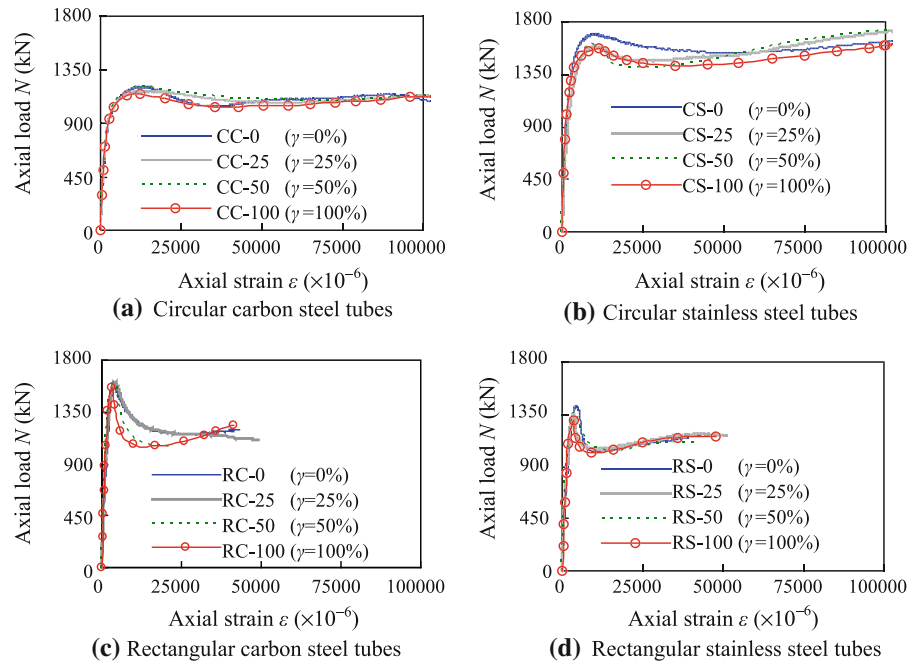 1800
1350
900
450
0
Axial load N (kN)
CC-0 (γ=0%)
CC-25 (γ=25%)
CC-50 (γ=50%)
CC-100 (γ=100%)
0 25000 50000 75000 100000
Axial strain ε (×10⁻⁶)
(a) Circular carbon steel tubes
1800
1350
900
450
0
Axial load N (kN)
CS-0 (γ=0%)
CS-25 (γ=25%)
CS-50 (γ=50%)
CS-100 (γ=100%)
0 25000 50000 75000 100000
Axial strain ε (×10⁻⁶)
(b) Circular stainless steel tubes
1800
1350
900
450
0
Axial load N (kN)
RC-0 (γ=0%)
RC-25 (γ=25%)
RC-50 (γ=50%)
RC-100 (γ=100%)
0 25000 50000 75000 100000
Axial strain ε (×10⁻⁶)
(c) Rectangular carbon steel tubes
1800
1350
900
450
0
Axial load N (kN)
RS-0 (γ=0%)
RS-25 (γ=25%)
RS-50 (γ=50%)
RS-100 (γ=100%)
0 25000 50000 75000 100000
Axial strain ε (×10⁻⁶)
(d) Rectangular stainless steel tubes